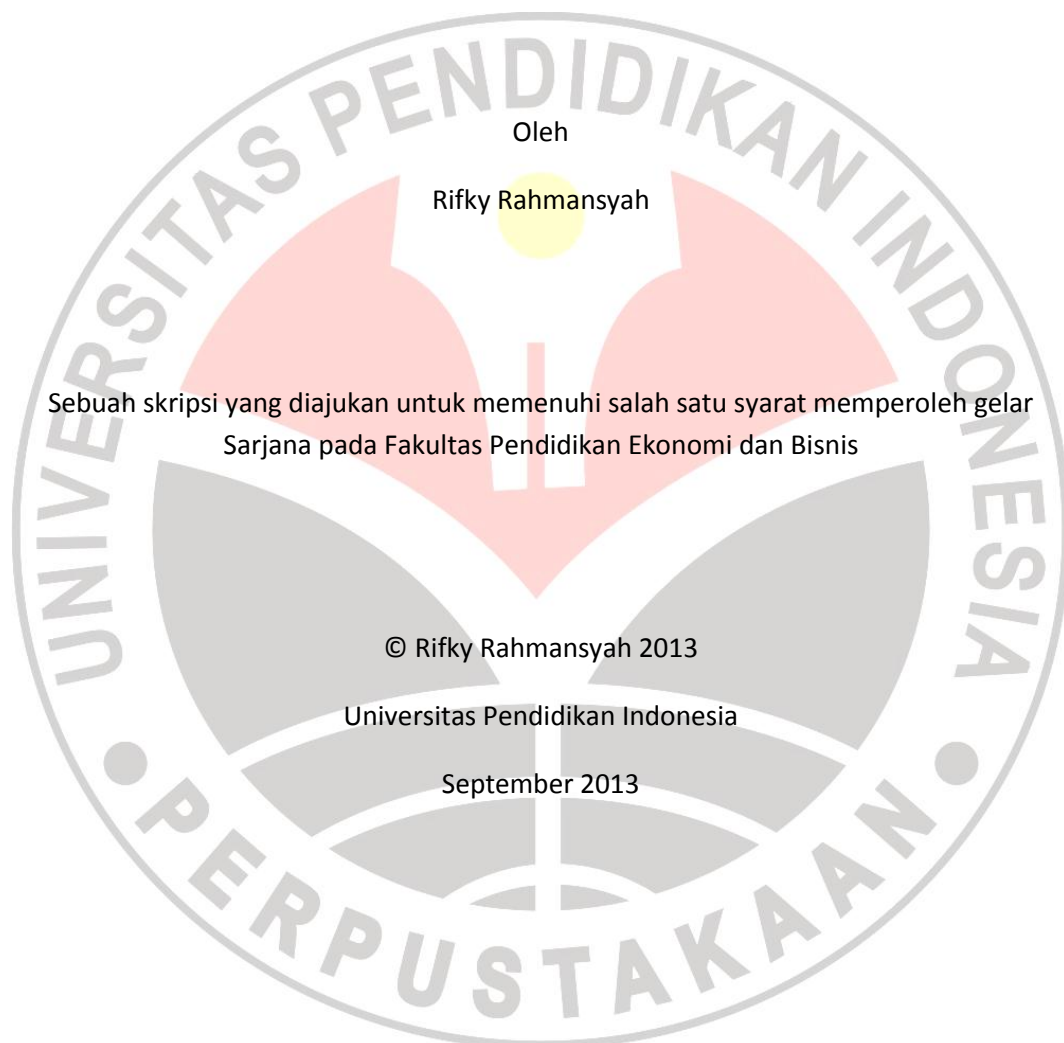 UNIVERSITAS PENDIDIKAN INDONESIA
Oleh
Rifky Rahmansyah
Sebuah skripsi yang diajukan untuk memenuhi salah satu syarat memperoleh gelar
Sarjana pada Fakultas Pendidikan Ekonomi dan Bisnis
© Rifky Rahmansyah 2013
Universitas Pendidikan Indonesia
September 2013
PERPUSTAKAAN